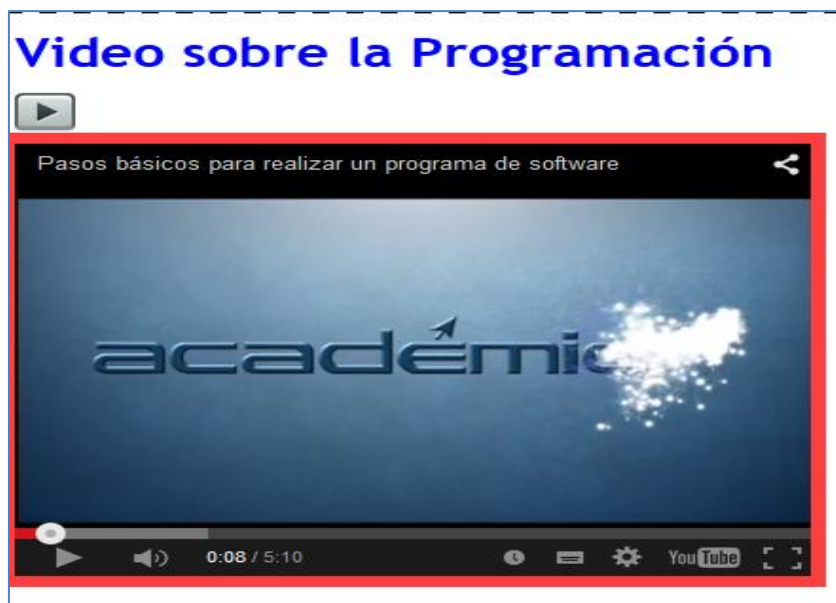 Video sobre la Programación
Pasos básicos para realizar un programa de software
académic
0:08 / 5:10
YouTube